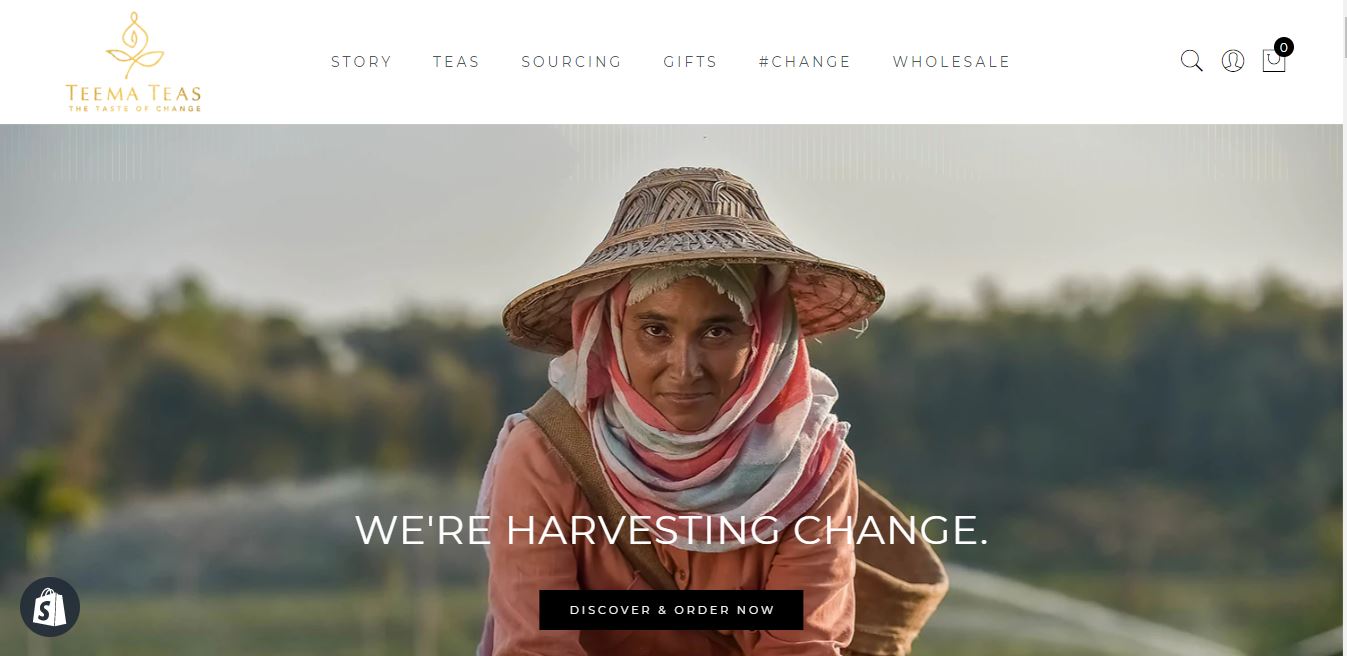 TEEMA TEAS
THE TASTE OF CHANGE
STORY TEAS SOURCING GIFTS #CHANGE WHOLESALE
0
WE'RE HARVESTING CHANGE.
DISCOVER & ORDER NOW
S